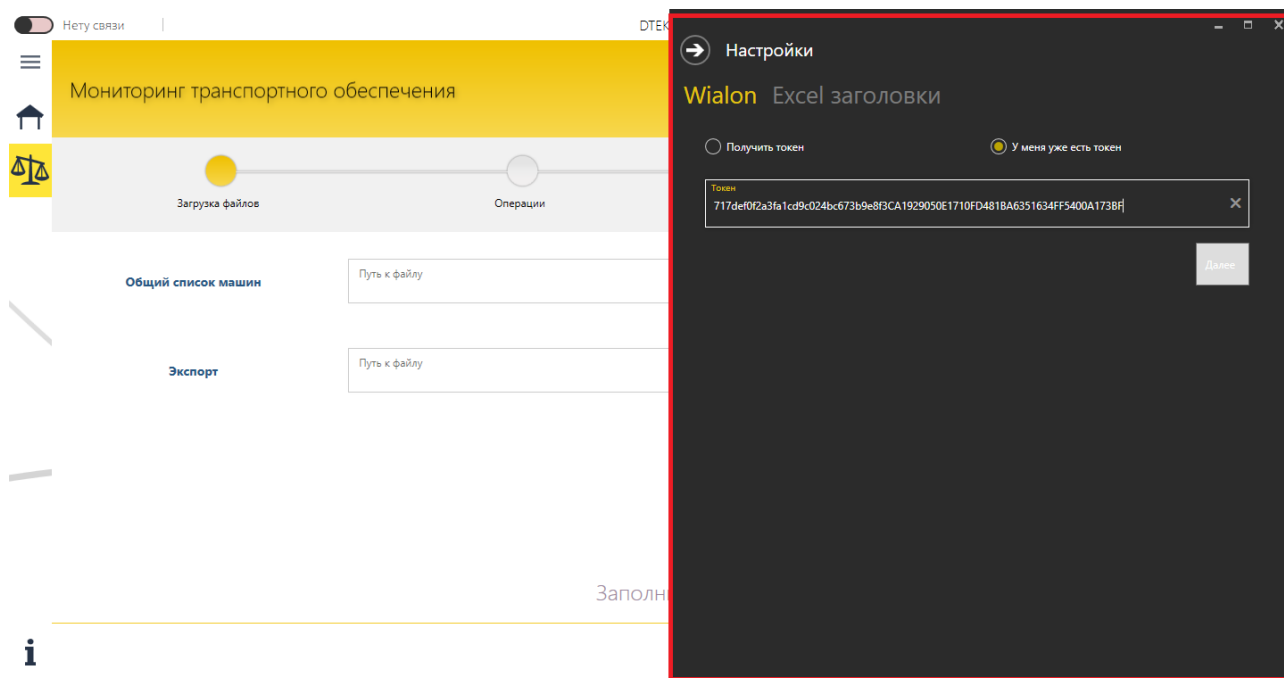 Нету связи
DTEK
Настройки
Мониторинг транспортного обеспечения
Wialon Excel заголовки
Получить токен
У меня уже есть токен
Токен
717def0f2a3fa1cd9c024bc673b9e8f3CA1929050E1710FD481BA6351634FF5400A173BF
Загрузка файлов
Операции
Далее
Общий список машин
Путь к файлу
Экспорт
Путь к файлу
Заполн